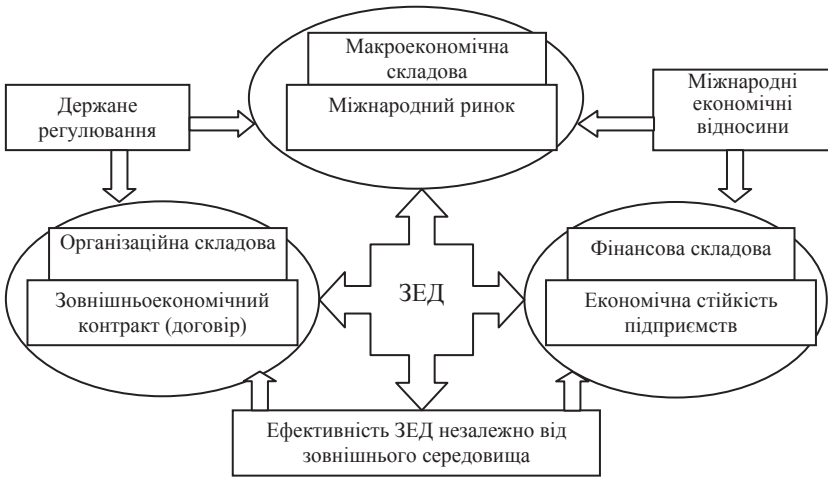 Макроекономічна
складова
Міжнародний ринок
Держане
регулювання
Міжнародні
економічні
відносини
Організаційна складова
Зовнішньоекономічний
контракт (договір)
ЗЕД
Фінансова складова
Економічна стійкість
підприємств
Ефективність ЗЕД незалежно від
зовнішнього середовища